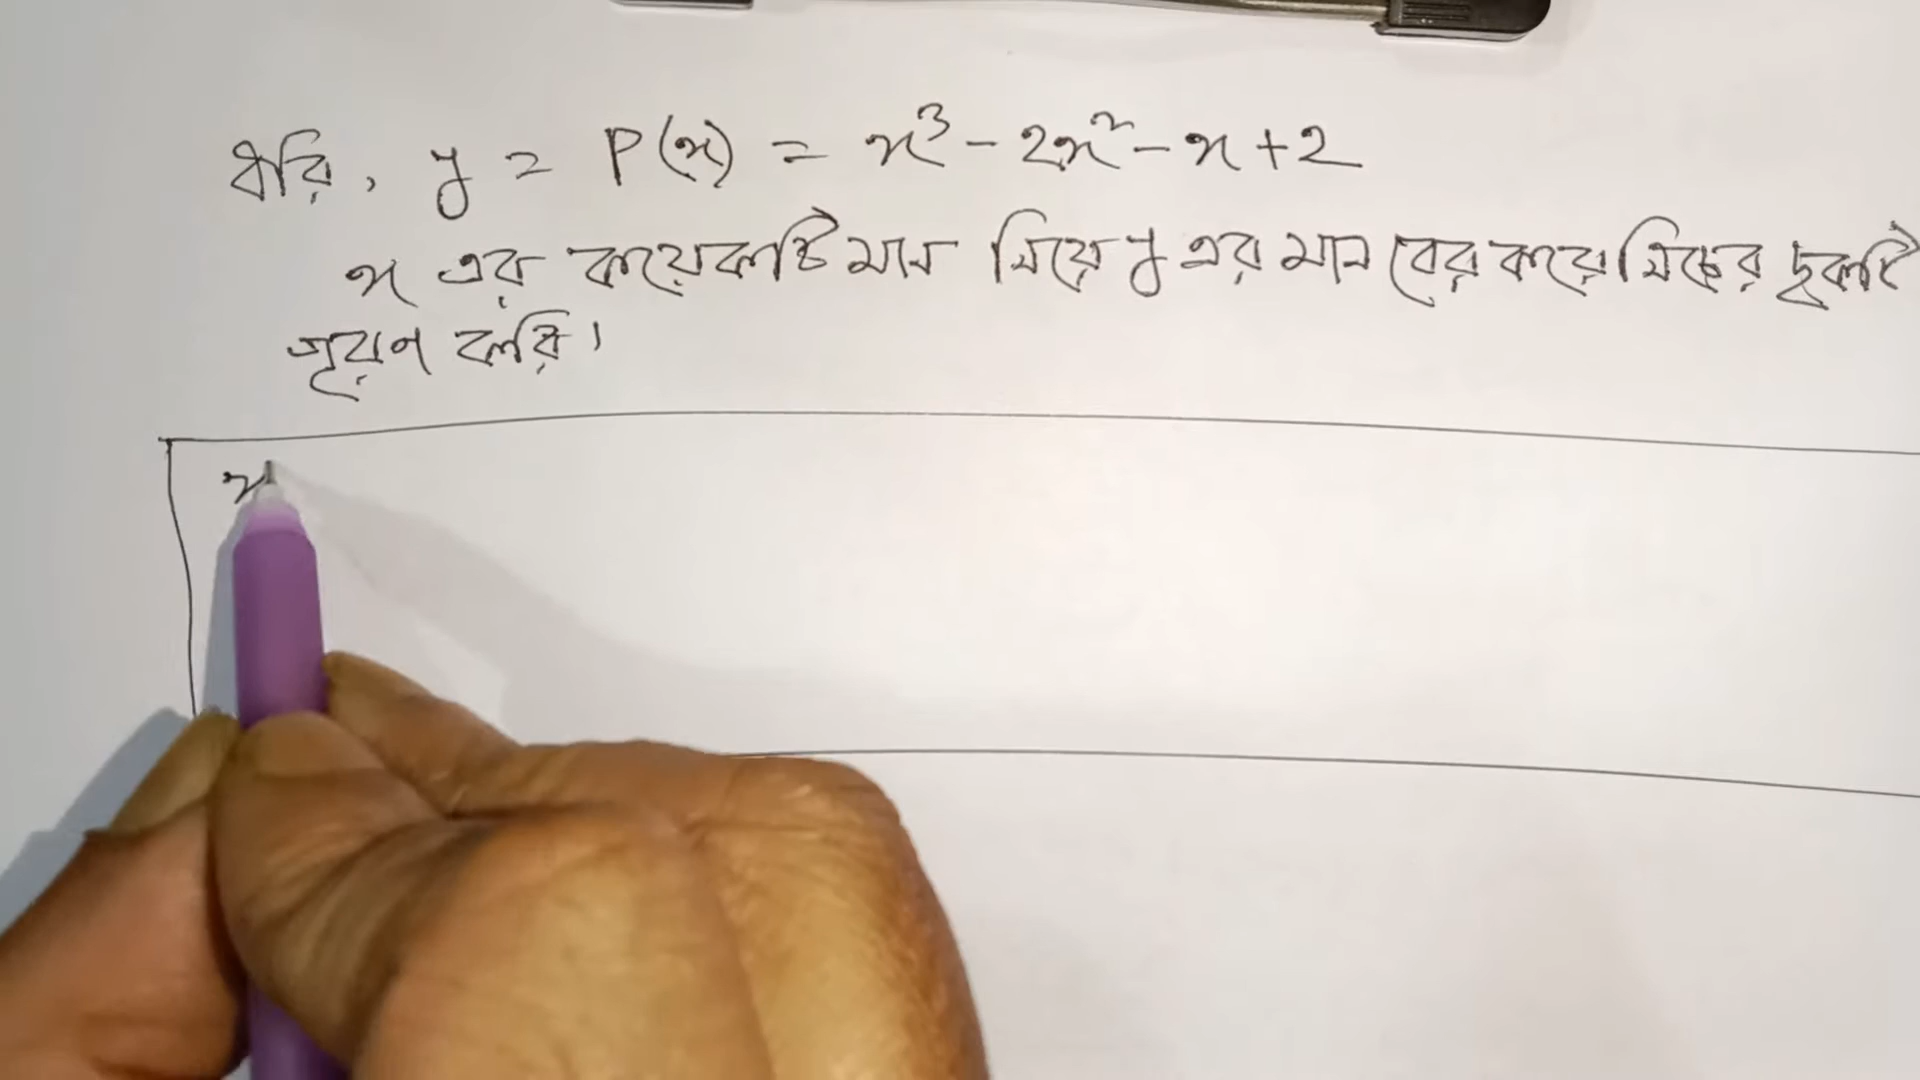 ধরি, y = P(x) = x³ - 2x² - x + 2
x এর কয়েকটি মান নিয়ে y এর মান বের করে নিচের ছকটি
পূরণ করি।
x